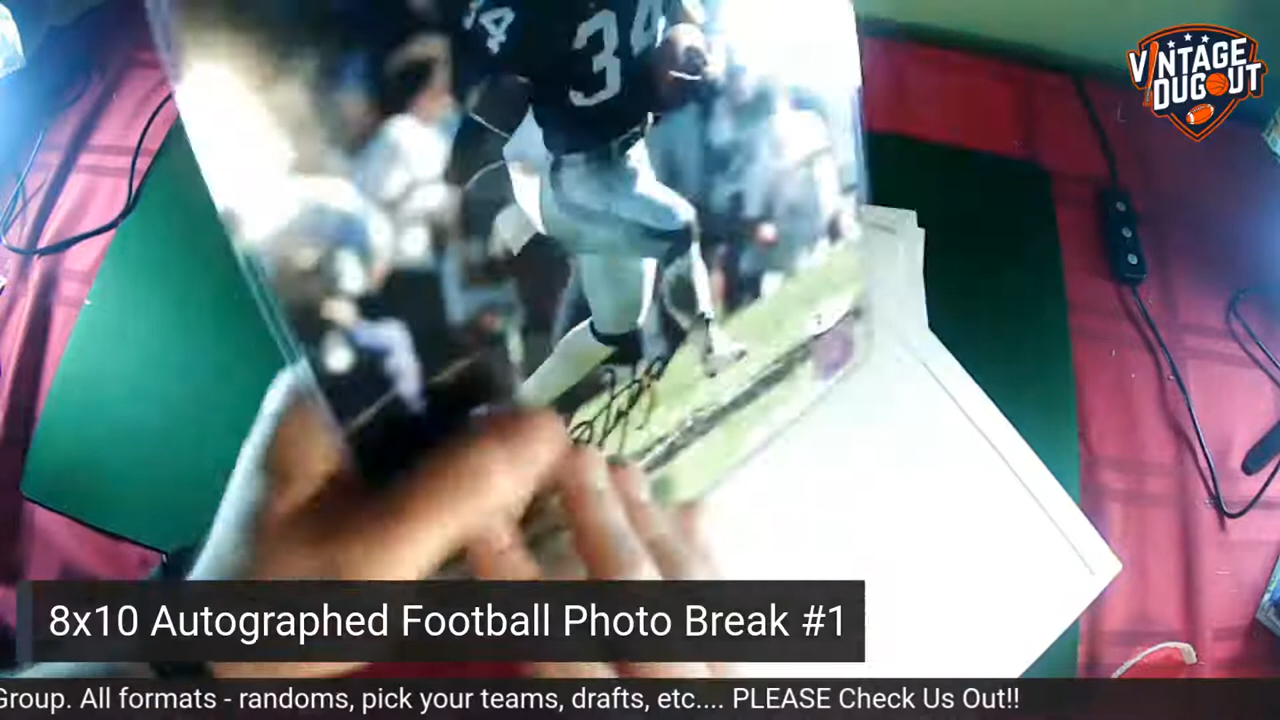 34
34
VINTAGE
DUGOUT
8x10 Autographed Football Photo Break #1
Group. All formats - randoms, pick your teams, drafts, etc.... PLEASE Check Us Out!!